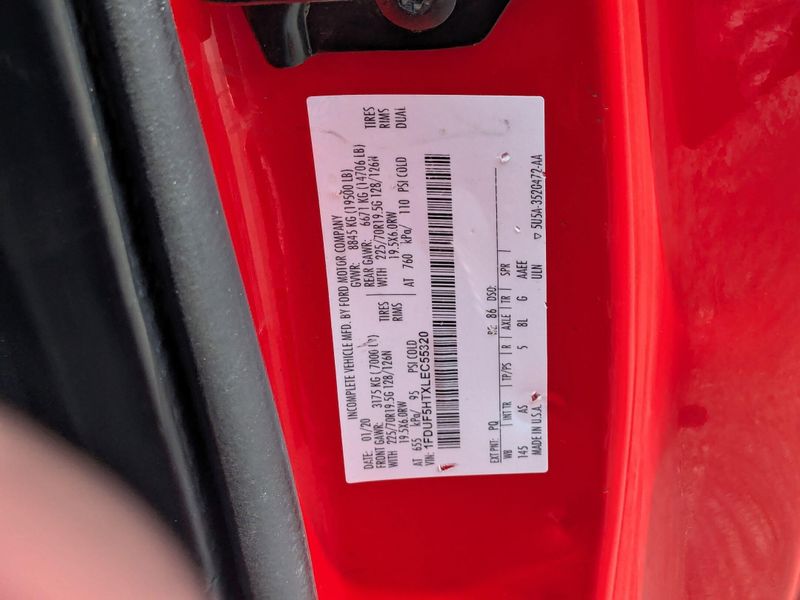 INCOMPLETE VEHICLE MFD. BY FORD MOTOR COMPANY
DATE: 01/20 GVWR: 8845 KG (19500 LB)
FRONT GAWR: 3175 KG (7000 LB) REAR GAWR: 6671 KG (14706 LB)
WITH 225/70R19.5G 128/126N TIRES WITH 225/70R19.5G 128/126N TIRES
19.5X6.0RW RIMS 19.5X6.0RW RIMS
AT 655 kPa/ 95 PSI COLD AT 760 kPa/ 110 PSI COLD DUAL
VIN: 1FDUF5HTXLEC55320
EXT PNT: PQ RC: 86 DSO:
WB INT TR TP/PS R AXLE TR SPR
145 AS 5 8L G AAEE
MADE IN U.S.A. ULN
▽ 5U5A-3520472-AA